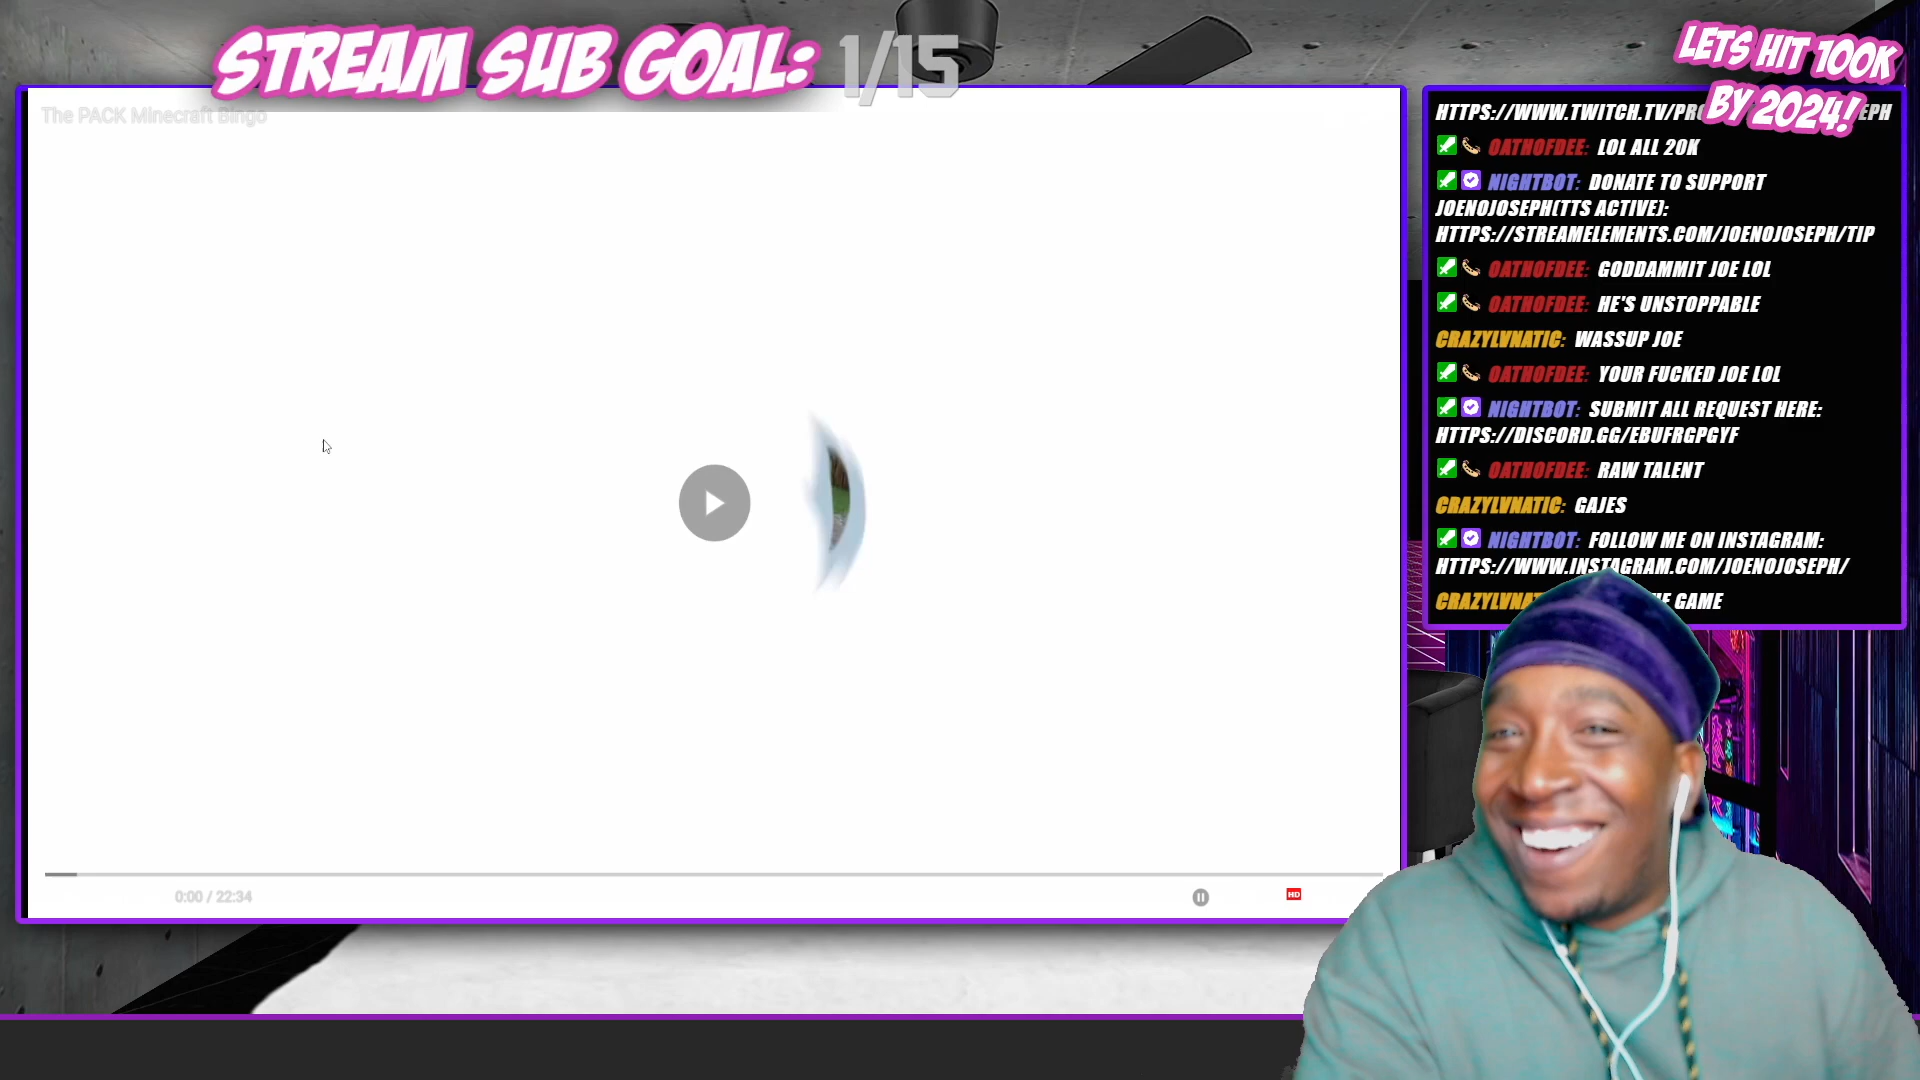 STREAM SUB GOAL: 1/15
LETS HIT 100K
BY 2024!
The PACK Minecraft Bingo
HTTPS://WWW.TWITCH.TV/PR EPH
OATHOFDEE: LOL ALL 20K
NIGHTBOT: DONATE TO SUPPORT
JOENOJOSEPH(TTS ACTIVE):
HTTPS://STREAMELEMENTS.COM/JOENOJOSEPH/TIP
OATHOFDEE: GODDAMMIT JOE LOL
OATHOFDEE: HE'S UNSTOPPABLE
CRAZYLVNATIC: WASSUP JOE
OATHOFDEE: YOUR FUCKED JOE LOL
NIGHTBOT: SUBMIT ALL REQUEST HERE:
HTTPS://DISCORD.GG/EBUFRGPGYF
OATHOFDEE: RAW TALENT
CRAZYLVNATIC: GAJES
NIGHTBOT: FOLLOW ME ON INSTAGRAM:
HTTPS://WWW.INSTAGRAM.COM/JOENOJOSEPH/
CRAZYLVNAT GAME
0:00 / 22:34
HD